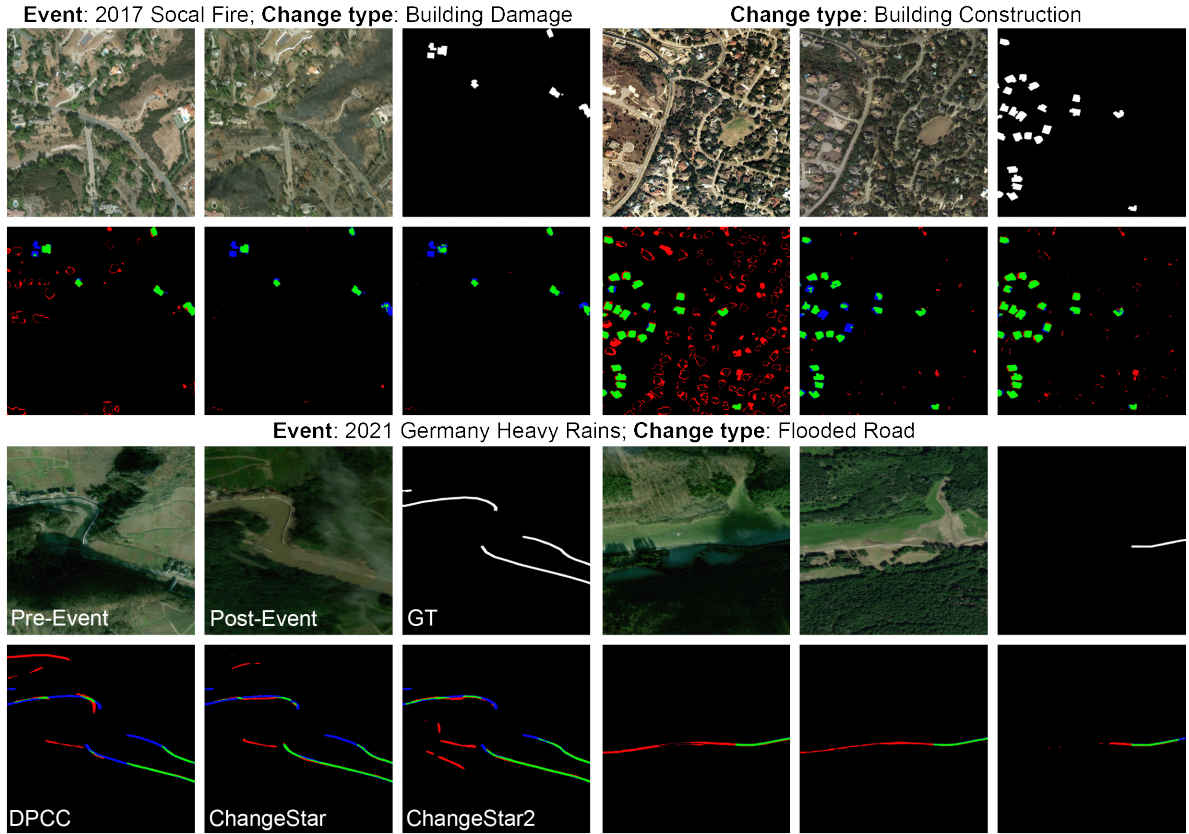 Event: 2017 Socal Fire; Change type: Building Damage
Change type: Building Construction
Event: 2021 Germany Heavy Rains; Change type: Flooded Road
Pre-Event
Post-Event
GT
DPCC
ChangeStar
ChangeStar2